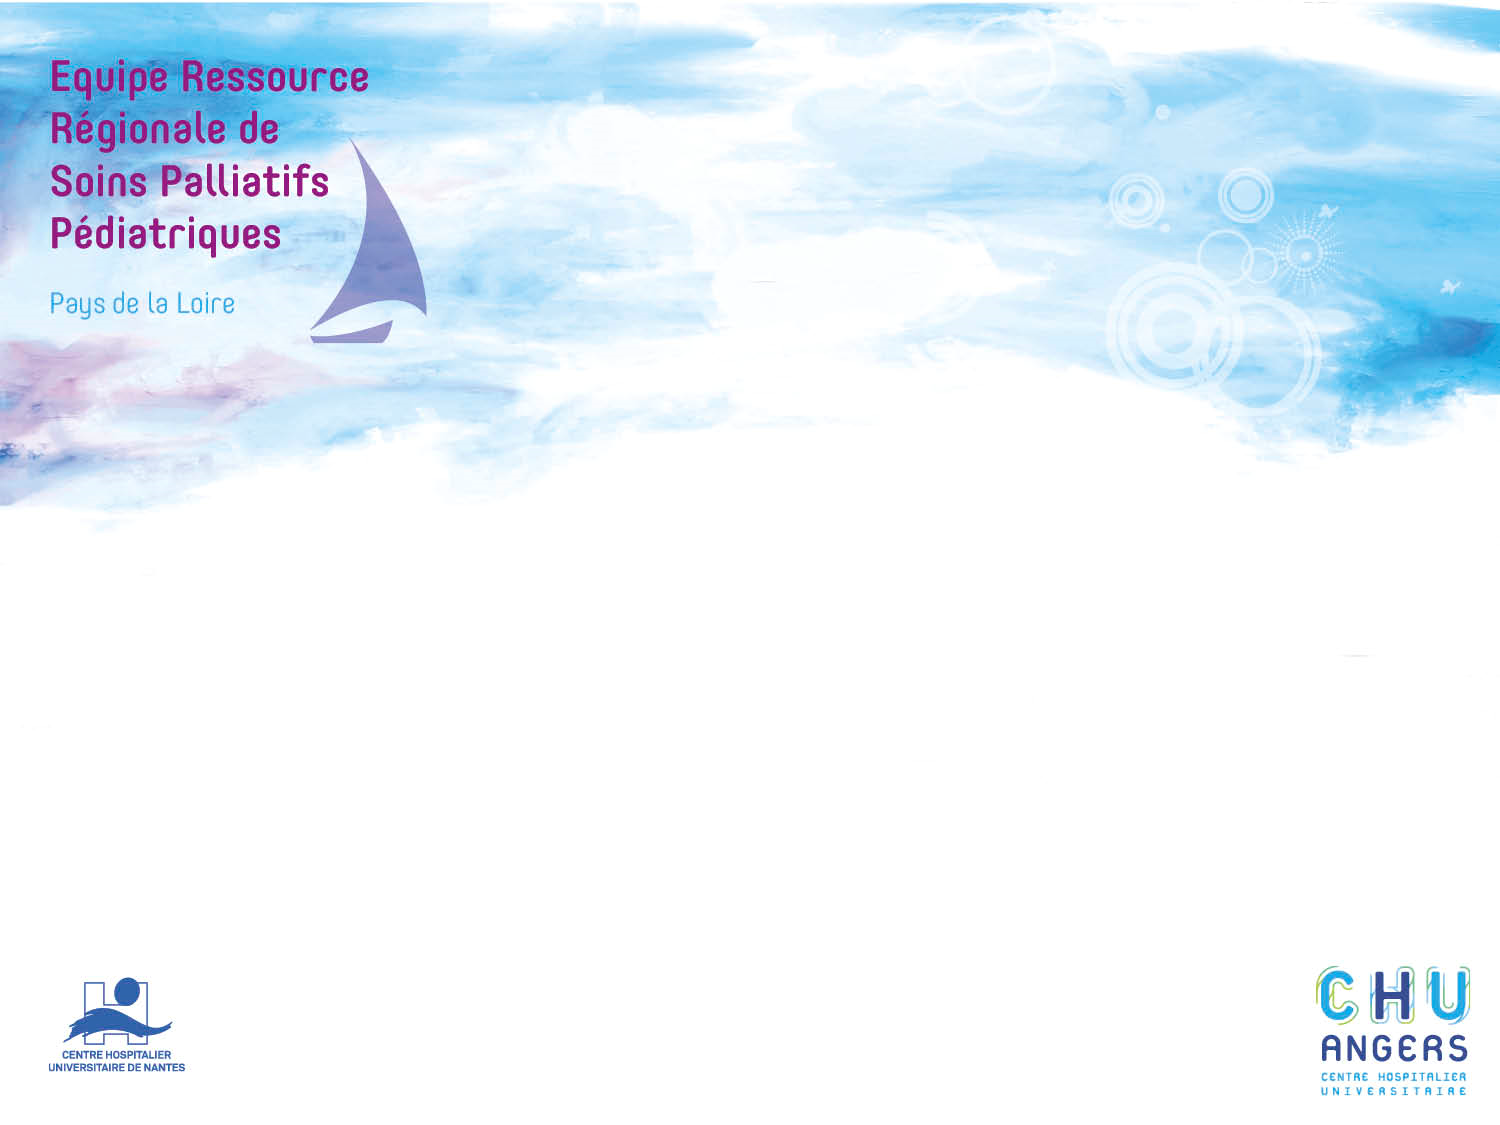 Equipe Ressource
Régionale de
Soins Palliatifs
Pédiatriques
Pays de la Loire
CENTRE HOSPITALIER
UNIVERSITAIRE DE NANTES
CHU
ANGERS
CENTRE HOSPITALIER
UNIVERSITAIRE